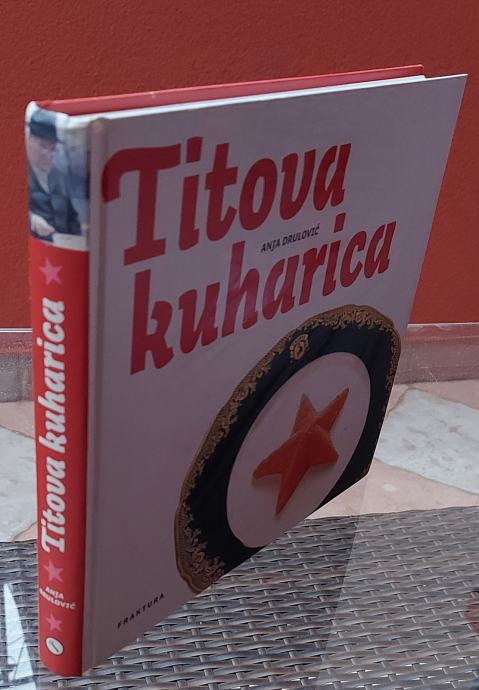 Titova
ANJA DRULOVIĆ
kuharica
FRAKTURA
Titova kuharica
ANJA
DRULOVIĆ